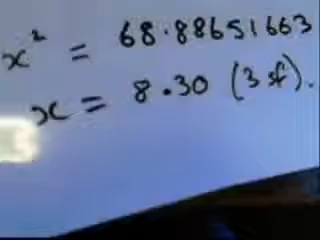 x² = 68.88651663
x = 8.30 (3 sf).